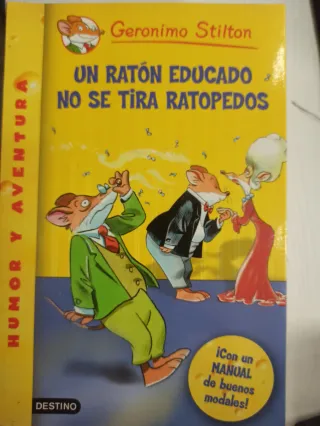 Geronimo Stilton
UN RATÓN EDUCADO
NO SE TIRA RATOPEDOS
HUMOR Y AVENTURA
¡Con un
MANUAL
de buenos
modales!
DESTINO